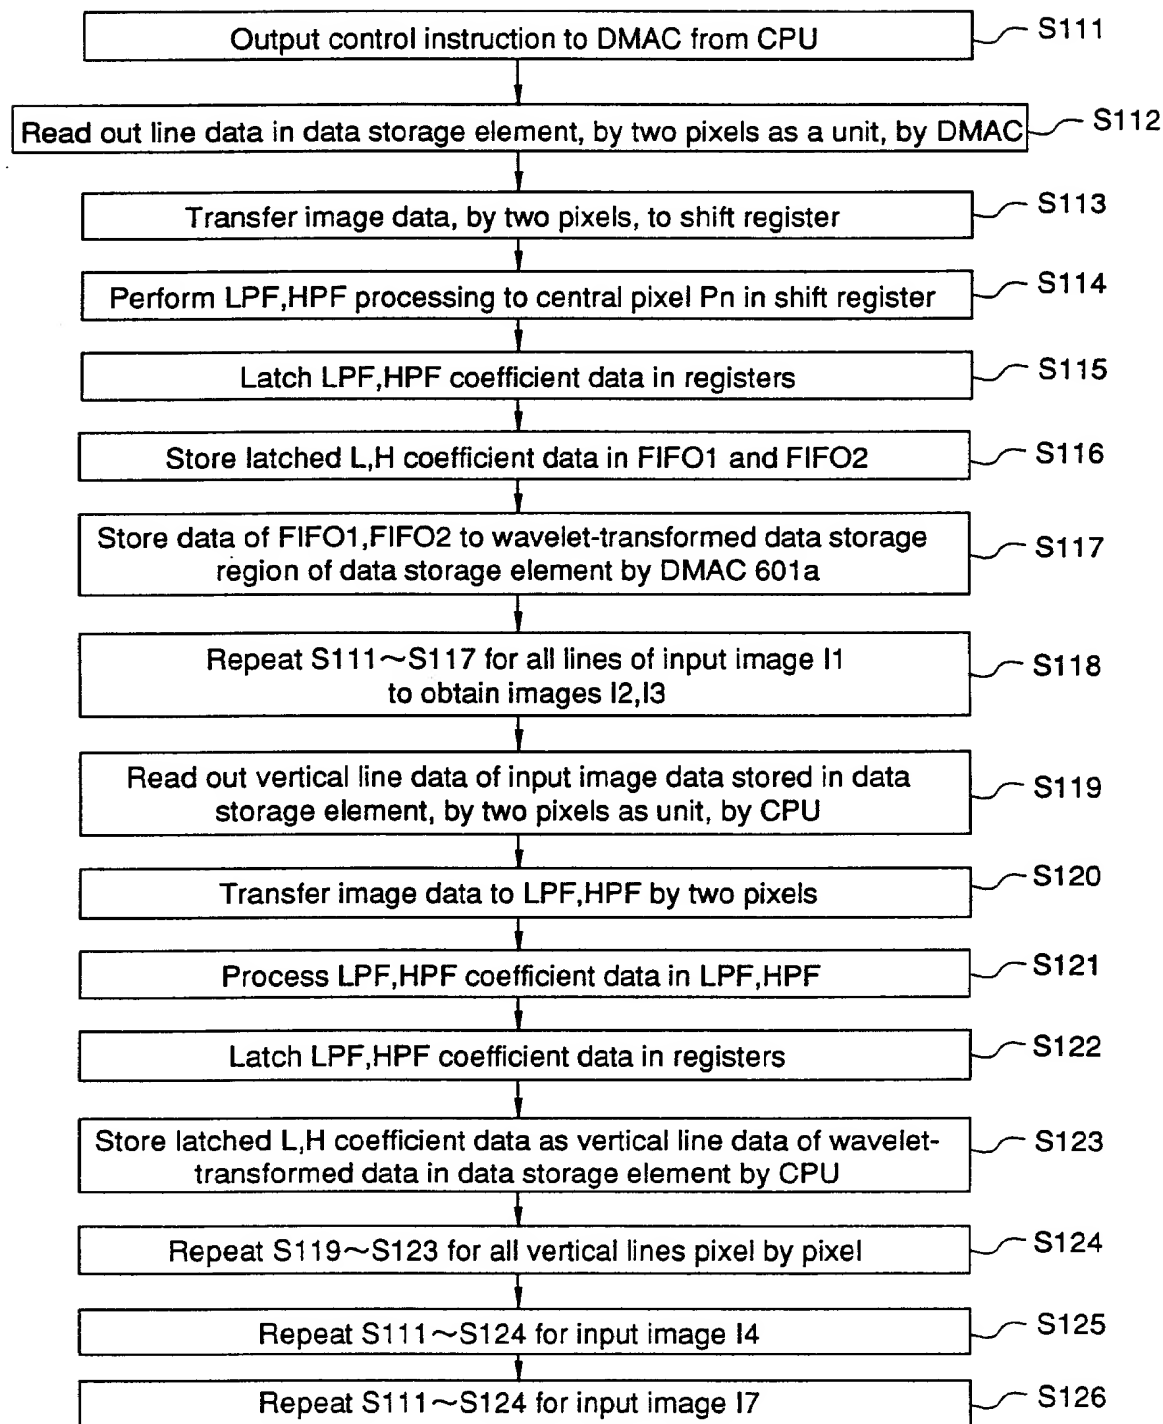 Output control instruction to DMAC from CPU
S111
Read out line data in data storage element, by two pixels as a unit, by DMAC
S112
Transfer image data, by two pixels, to shift register
S113
Perform LPF,HPF processing to central pixel Pn in shift register
S114
Latch LPF,HPF coefficient data in registers
S115
Store latched L,H coefficient data in FIFO1 and FIFO2
S116
Store data of FIFO1,FIFO2 to wavelet-transformed data storage
region of data storage element by DMAC 601a
S117
Repeat S111~S117 for all lines of input image I1
to obtain images I2,I3
S118
Read out vertical line data of input image data stored in data
storage element, by two pixels as unit, by CPU
S119
Transfer image data to LPF,HPF by two pixels
S120
Process LPF,HPF coefficient data in LPF,HPF
S121
Latch LPF,HPF coefficient data in registers
S122
Store latched L,H coefficient data as vertical line data of wavelet-
transformed data in data storage element by CPU
S123
Repeat S119~S123 for all vertical lines pixel by pixel
S124
Repeat S111~S124 for input image I4
S125
Repeat S111~S124 for input image I7
S126